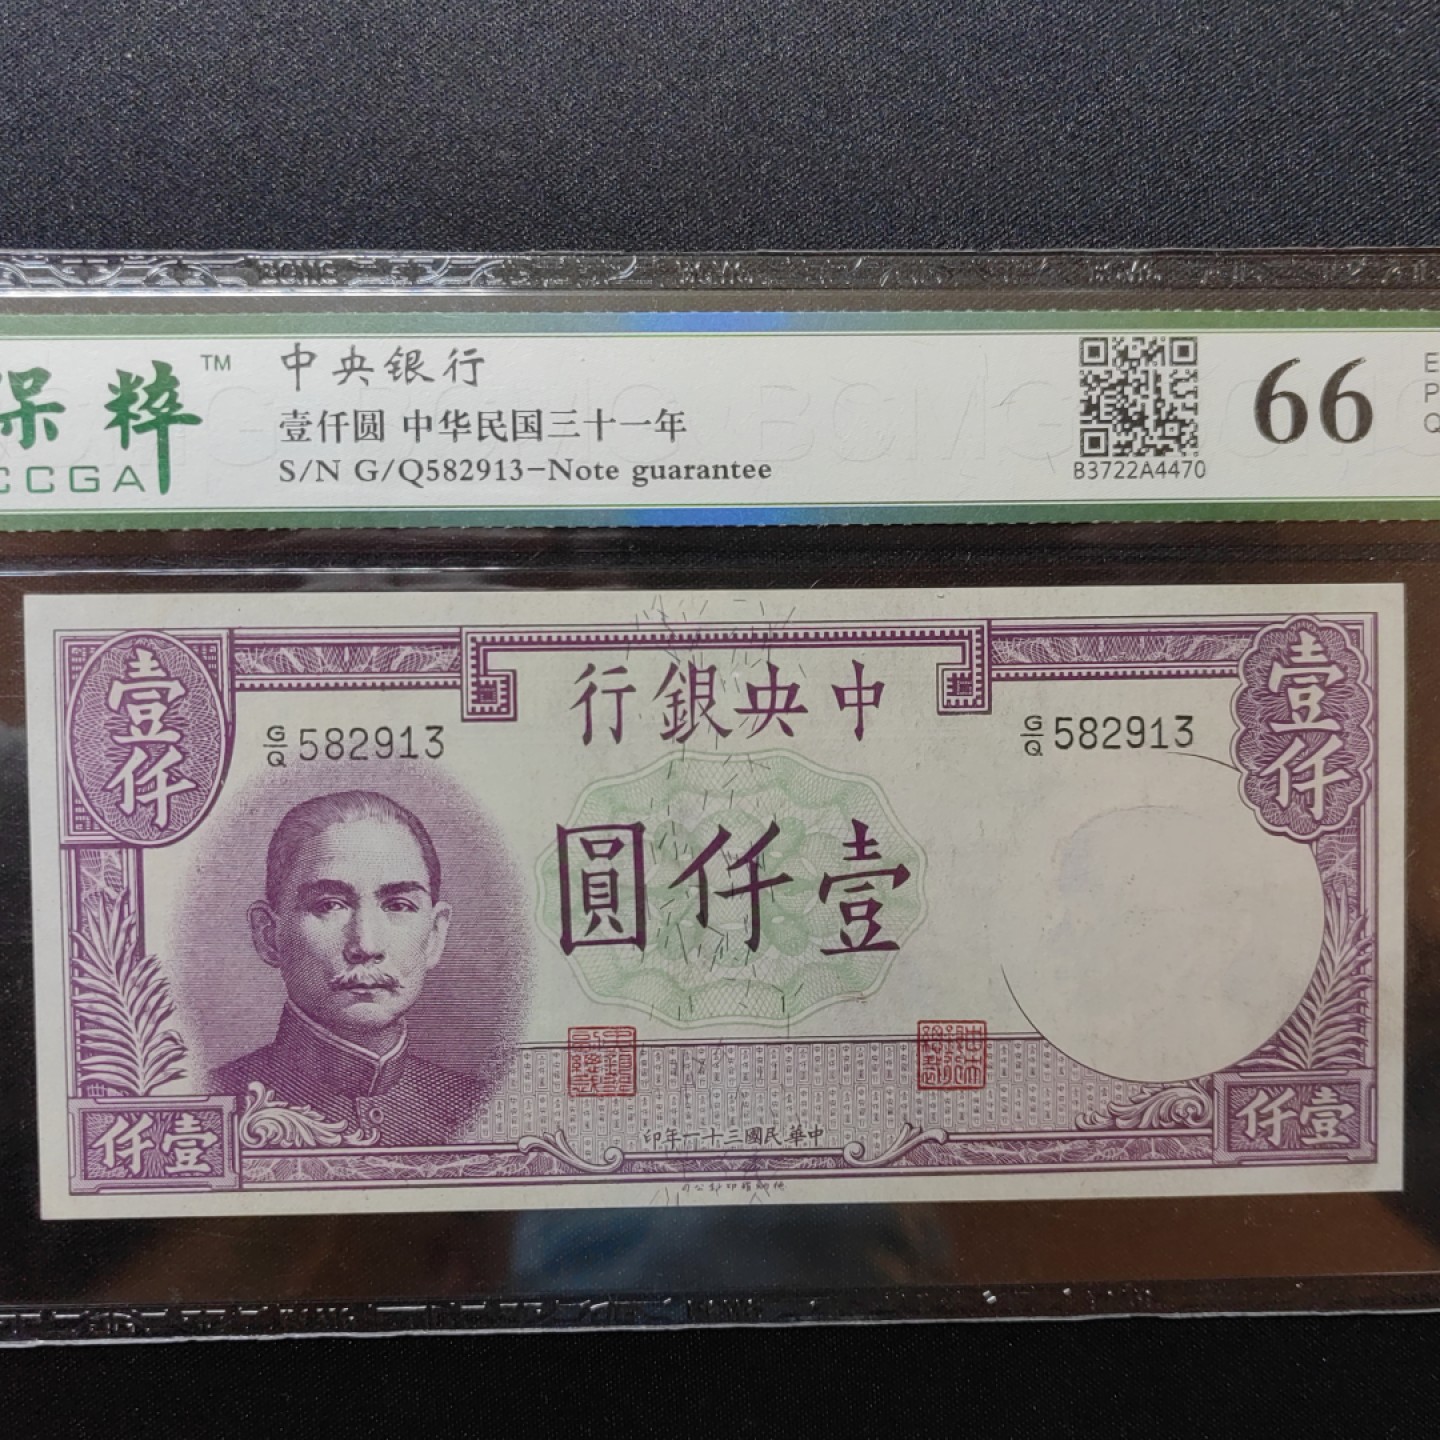 保粹™
CCGA
中央银行
壹仟圆 中华民国三十一年
S/N G/Q582913-Note guarantee
B3722A4470
66
E
P
Q
壹仟
行銀央中
壹仟
G/Q 582913
G/Q 582913
圓仟壹
仟壹
印年一十三國民華中
仟壹